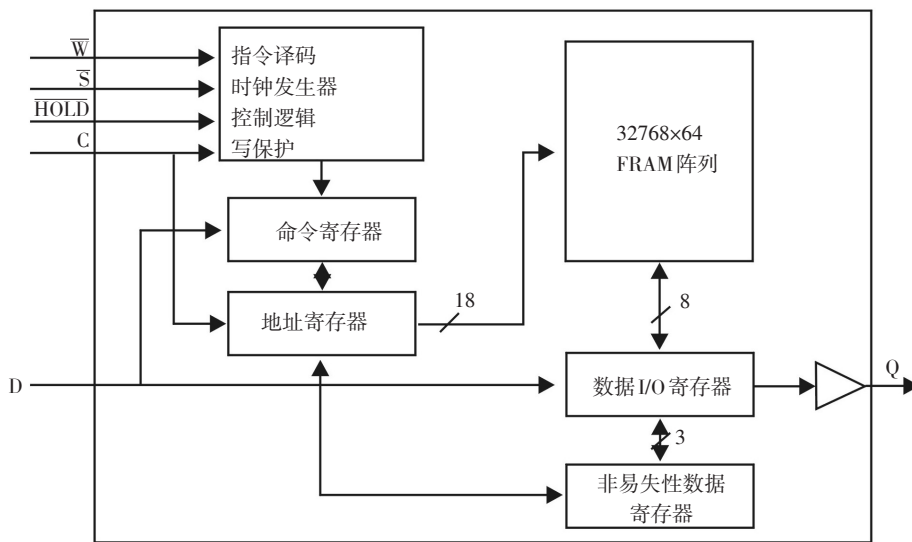 W̅
S̅
H̅O̅L̅D̅
C
指令译码
时钟发生器
控制逻辑
写保护
32768×64
FRAM阵列
命令寄存器
地址寄存器
18
8
D
数据I/O寄存器
Q
3
非易失性数据
寄存器